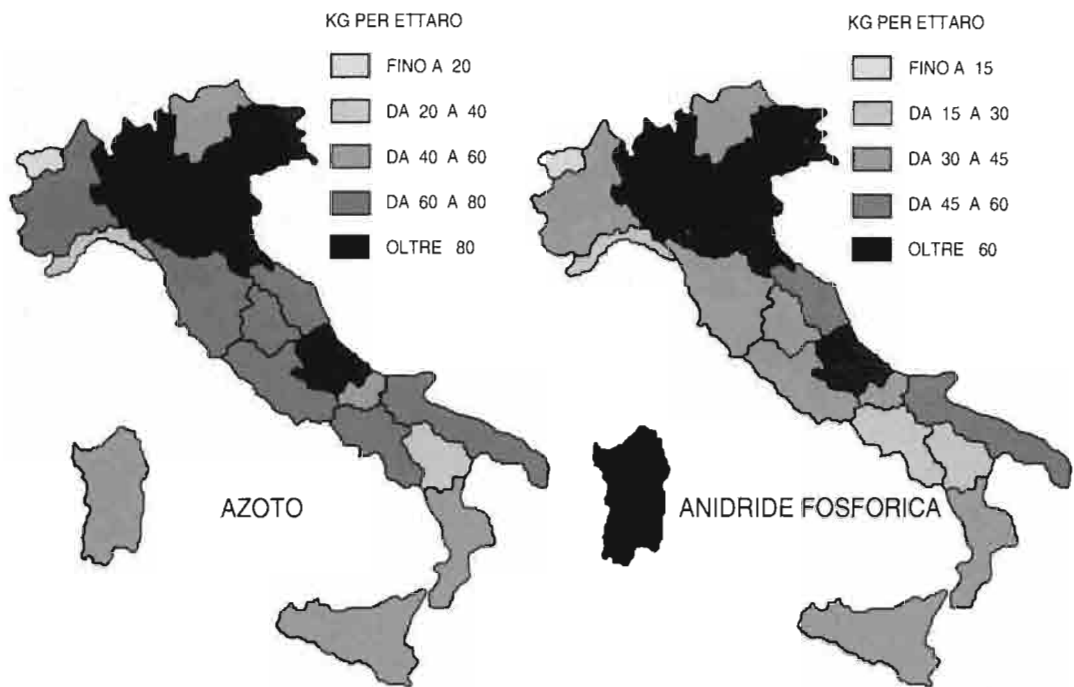 KG PER ETTARO
FINO A 20
DA 20 A 40
DA 40 A 60
DA 60 A 80
OLTRE 80
AZOTO
KG PER ETTARO
FINO A 15
DA 15 A 30
DA 30 A 45
DA 45 A 60
OLTRE 60
ANIDRIDE FOSFORICA